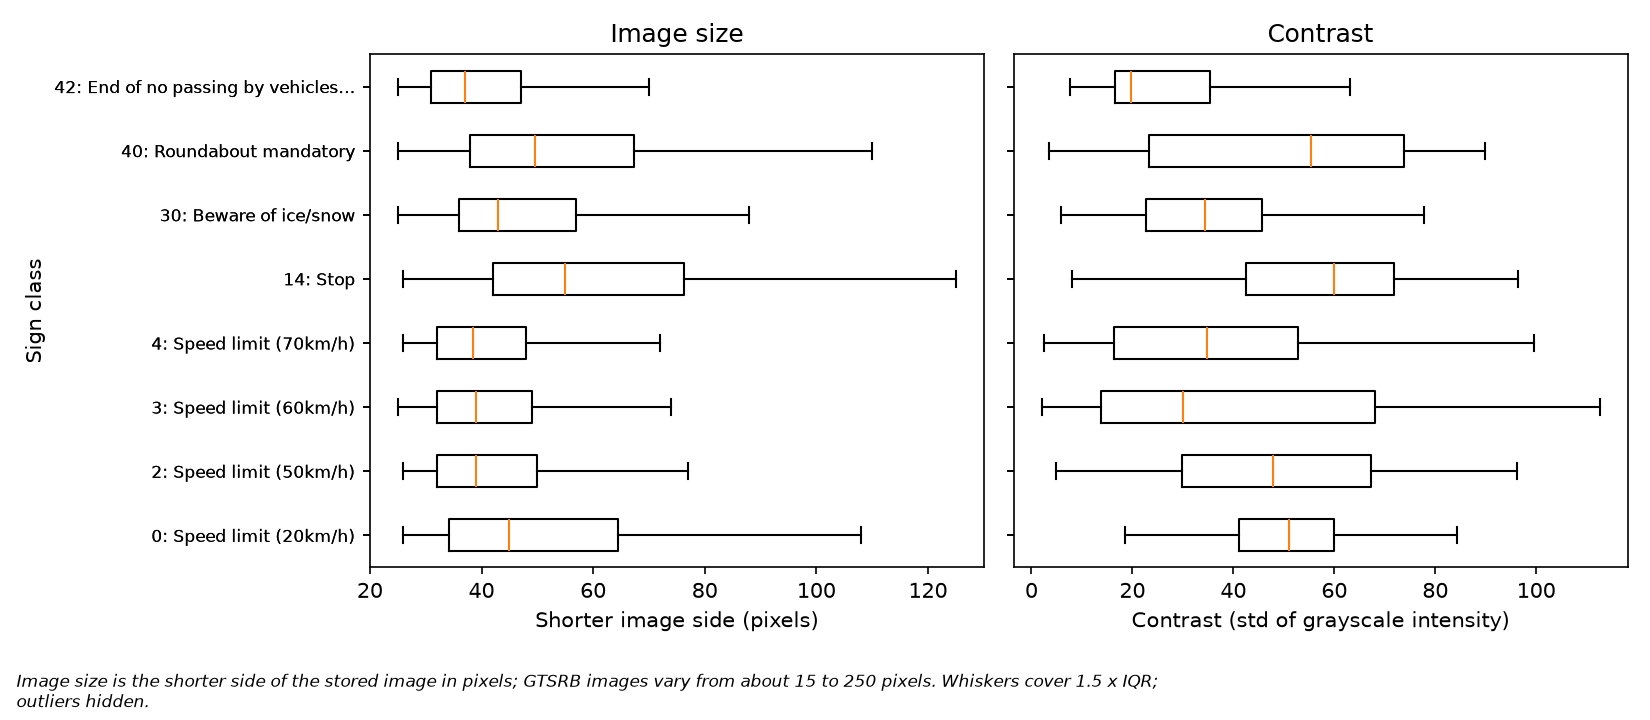 Image size
Contrast
Sign class
42: End of no passing by vehicles...
40: Roundabout mandatory
30: Beware of ice/snow
14: Stop
4: Speed limit (70km/h)
3: Speed limit (60km/h)
2: Speed limit (50km/h)
0: Speed limit (20km/h)
20 40 60 80 100 120
0 20 40 60 80 100
Shorter image side (pixels)
Contrast (std of grayscale intensity)
Image size is the shorter side of the stored image in pixels; GTSRB images vary from about 15 to 250 pixels. Whiskers cover 1.5 x IQR;
outliers hidden.